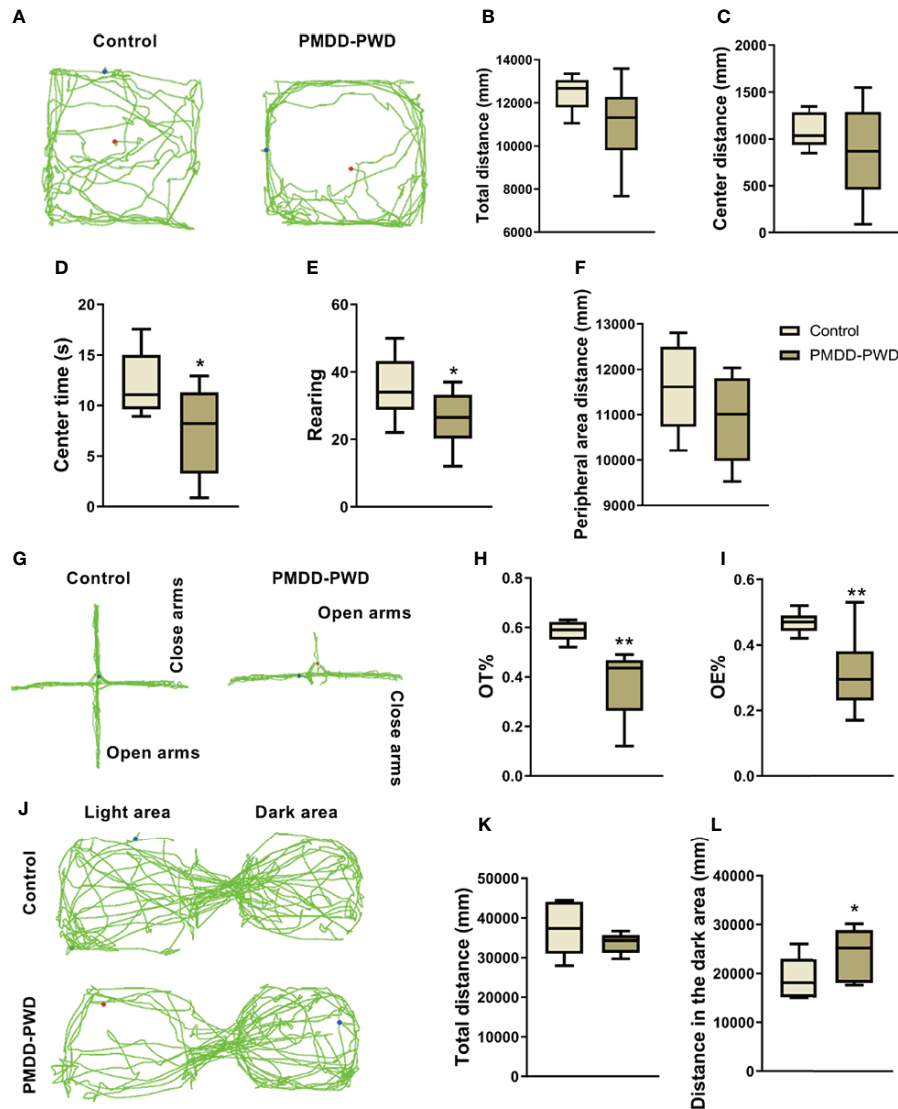 A
Control
PMDD-PWD
B
Total distance (mm)
14000
12000
10000
8000
6000
C
Center distance (mm)
2000
1500
1000
500
0
D
Center time (s)
20
15
10
5
0
*
E
Rearing
60
40
20
0
*
F
Peripheral area distance (mm)
13000
12000
11000
10000
9000
Control
PMDD-PWD
G
Control
Close arms
Open arms
PMDD-PWD
Open arms
Close arms
H
OT%
0.8
0.6
0.4
0.2
0.0
**
I
OE%
0.6
0.4
0.2
0.0
**
J
Light area
Dark area
Control
PMDD-PWD
K
Total distance (mm)
50000
40000
30000
20000
10000
0
L
Distance in the dark area (mm)
40000
30000
20000
10000
0
*